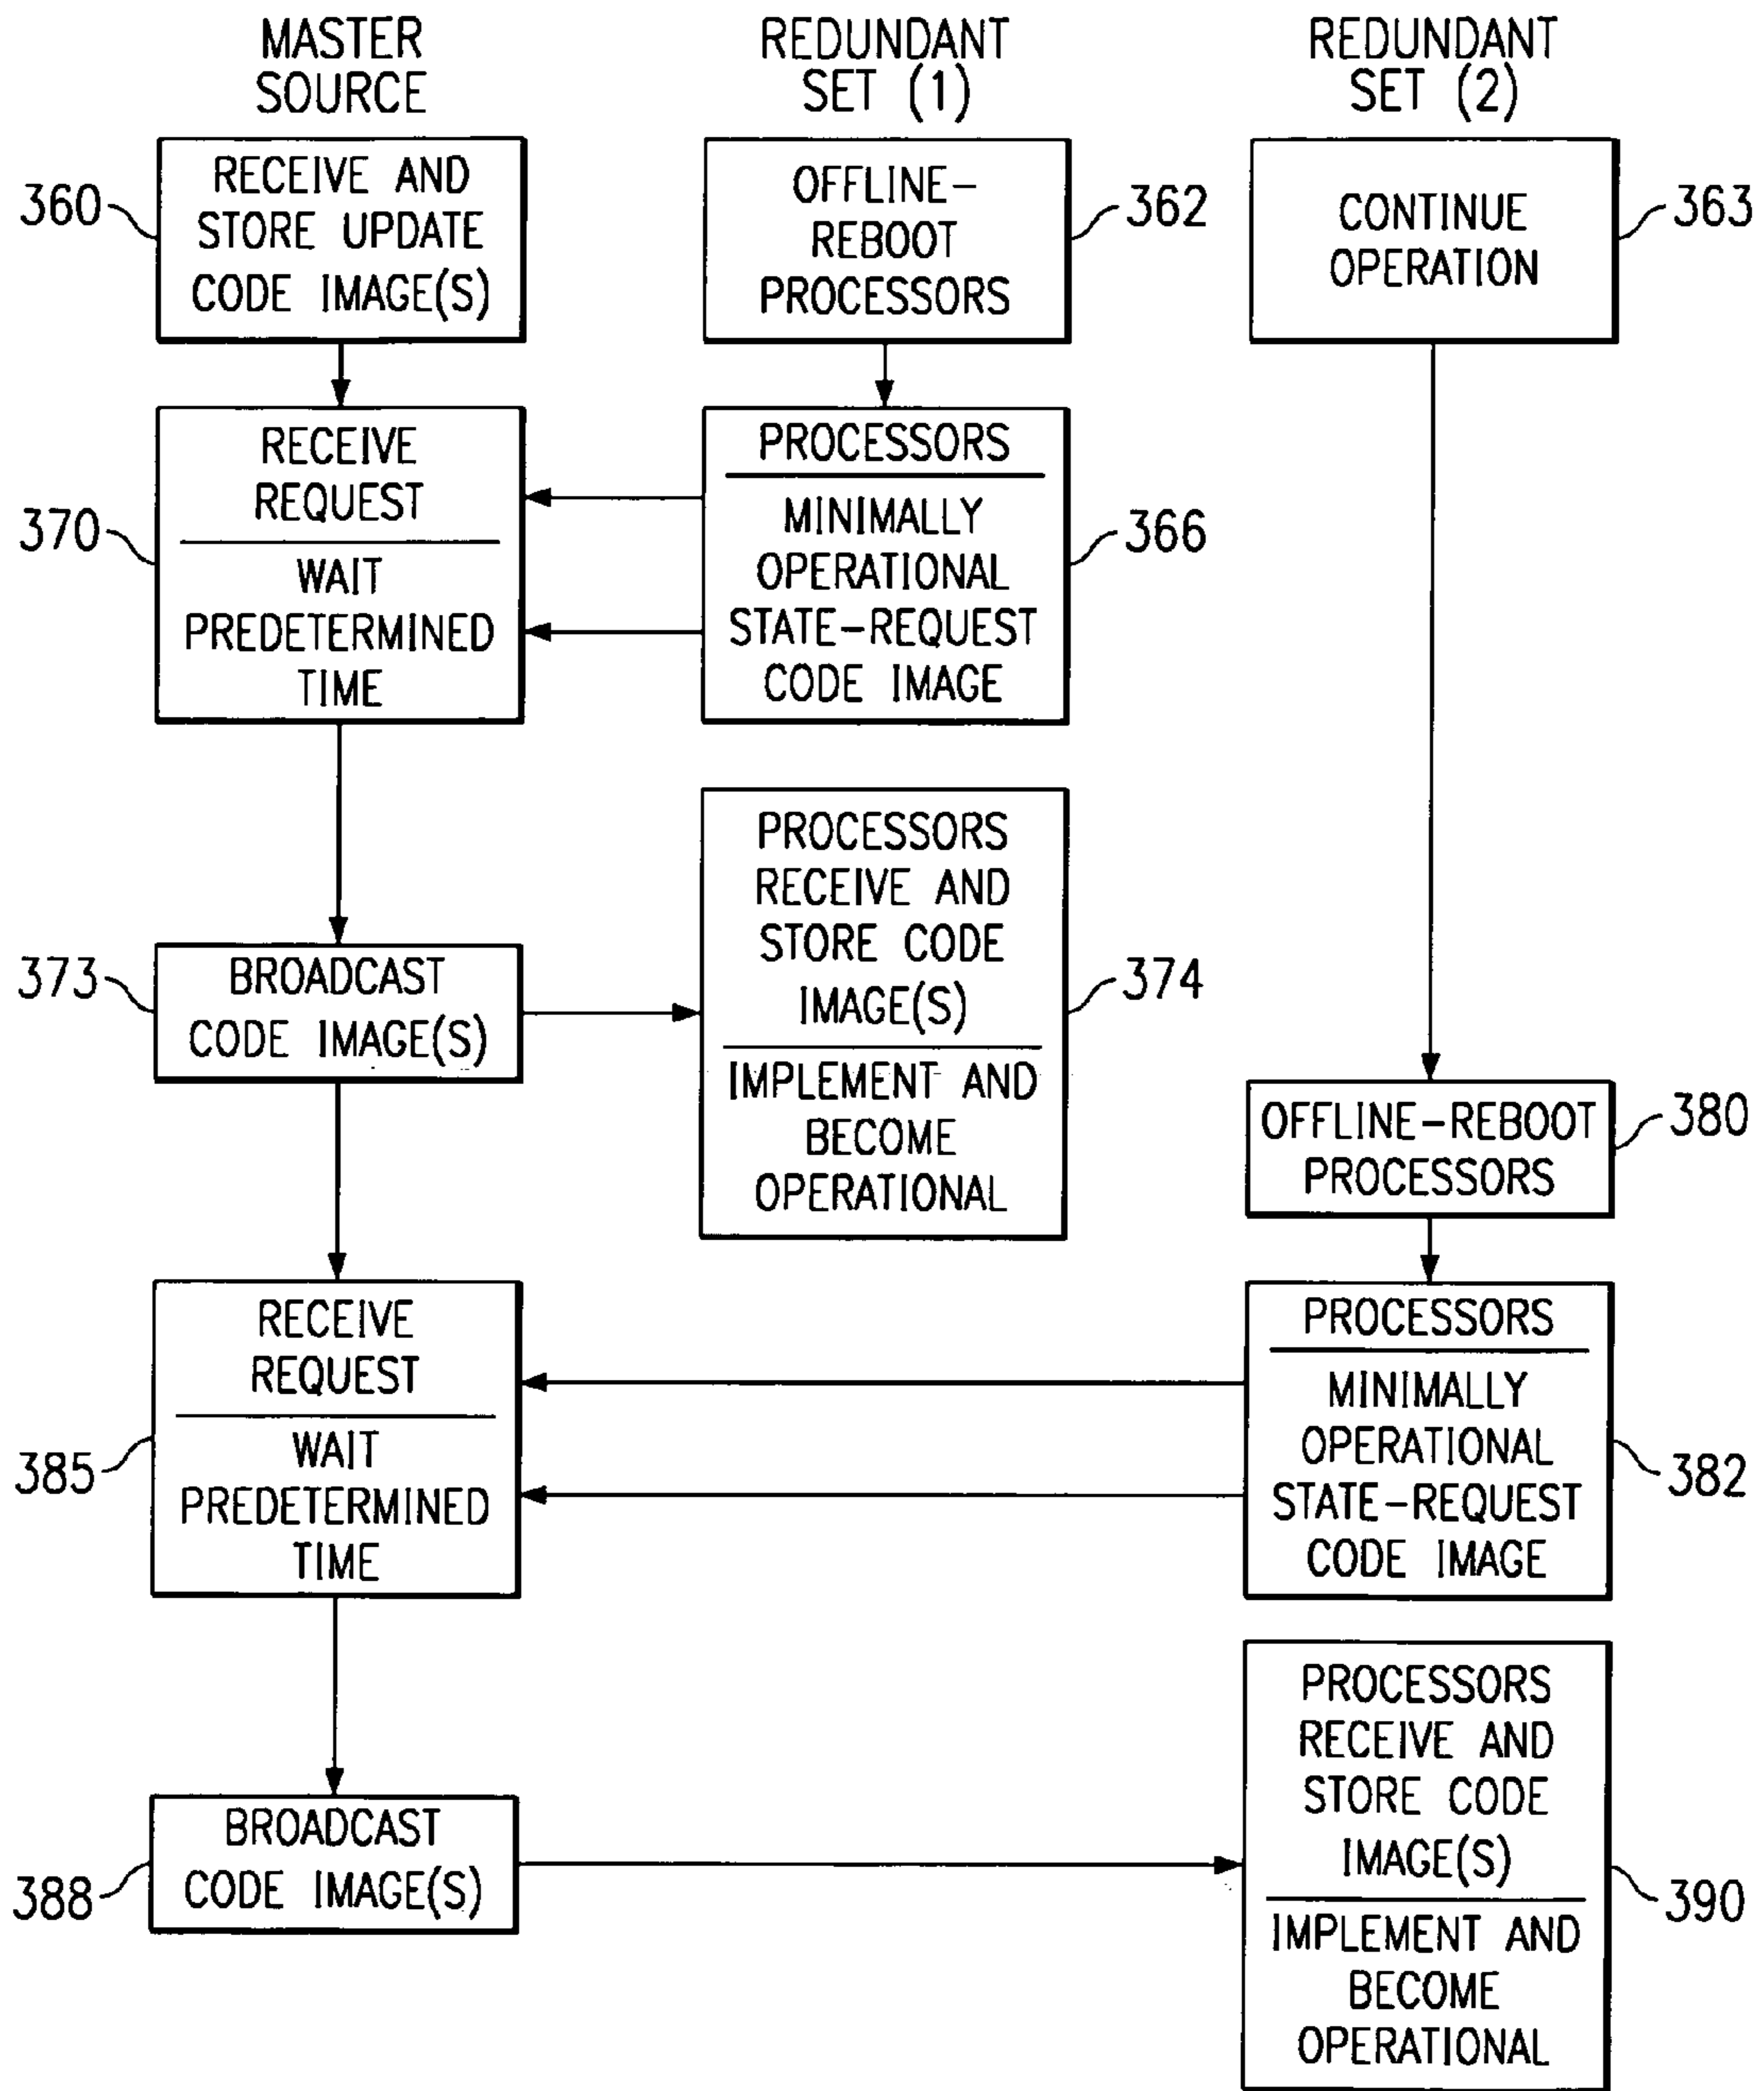 MASTER
SOURCE
REDUNDANT
SET (1)
REDUNDANT
SET (2)
360
RECEIVE AND
STORE UPDATE
CODE IMAGE(S)
OFFLINE-
REBOOT
PROCESSORS
362
CONTINUE
OPERATION
363
370
RECEIVE
REQUEST
WAIT
PREDETERMINED
TIME
PROCESSORS
MINIMALLY
OPERATIONAL
STATE-REQUEST
CODE IMAGE
366
373
BROADCAST
CODE IMAGE(S)
PROCESSORS
RECEIVE AND
STORE CODE
IMAGE(S)
IMPLEMENT AND
BECOME
OPERATIONAL
374
OFFLINE-REBOOT
PROCESSORS
380
385
RECEIVE
REQUEST
WAIT
PREDETERMINED
TIME
PROCESSORS
MINIMALLY
OPERATIONAL
STATE-REQUEST
CODE IMAGE
382
388
BROADCAST
CODE IMAGE(S)
PROCESSORS
RECEIVE AND
STORE CODE
IMAGE(S)
IMPLEMENT AND
BECOME
OPERATIONAL
390